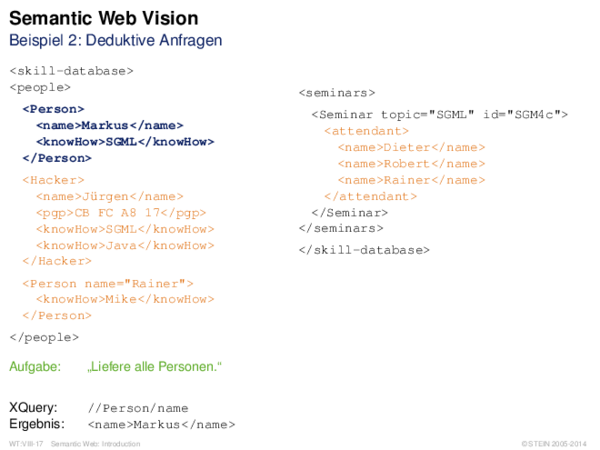 Semantic Web Vision
Beispiel 2: Deduktive Anfragen
<skill-database>
<people>
<Person>
<name>Markus</name>
<knowHow>SGML</knowHow>
</Person>
<Hacker>
<name>Jürgen</name>
<pgp>CB FC A8 17</pgp>
<knowHow>SGML</knowHow>
<knowHow>Java</knowHow>
</Hacker>
<Person name="Rainer">
<knowHow>Mike</knowHow>
</Person>
</people>
<seminars>
<Seminar topic="SGML" id="SGM4c">
<attendant>
<name>Dieter</name>
<name>Robert</name>
<name>Rainer</name>
</attendant>
</Seminar>
</seminars>
</skill-database>
Aufgabe: „Liefere alle Personen.“
XQuery: //Person/name
Ergebnis: <name>Markus</name>
WT:VIII-17 Semantic Web: Introduction © STEIN 2005-2014